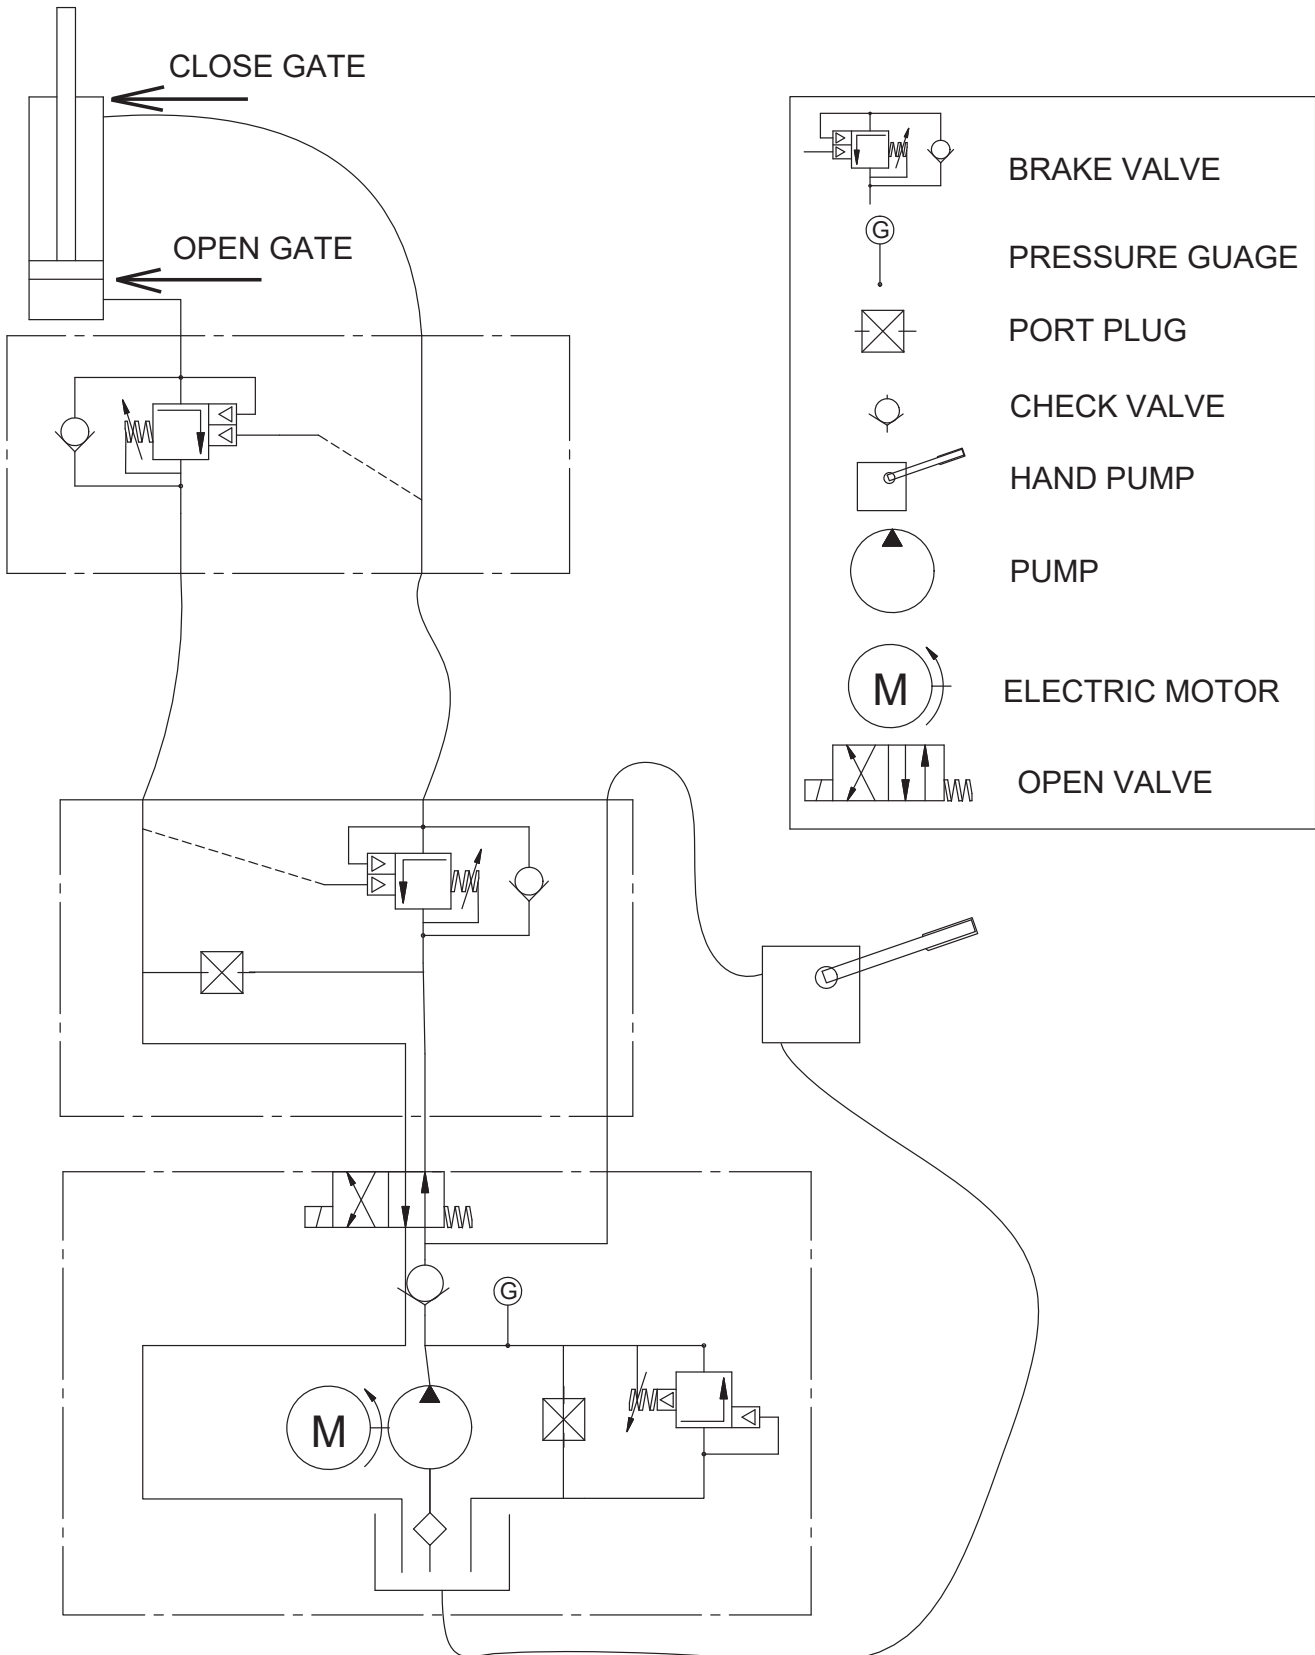 CLOSE GATE
OPEN GATE
BRAKE VALVE
G
PRESSURE GUAGE
PORT PLUG
CHECK VALVE
HAND PUMP
PUMP
M
ELECTRIC MOTOR
OPEN VALVE
G
M